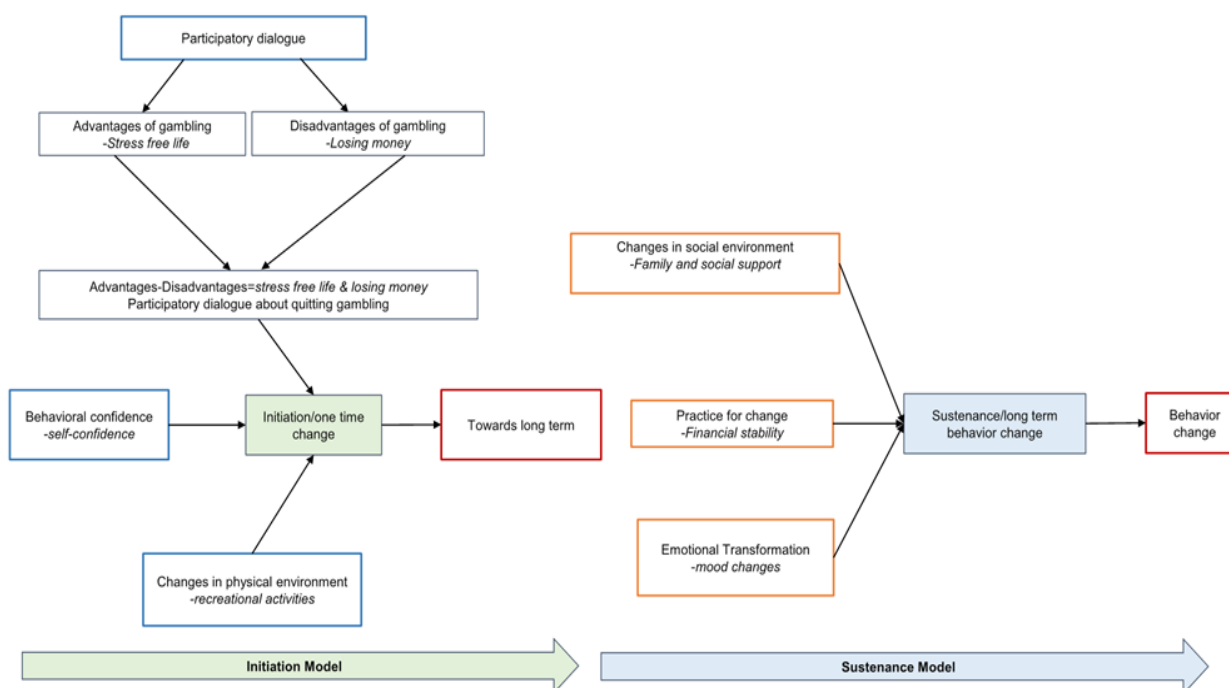 Participatory dialogue
Advantages of gambling
-Stress free life
Disadvantages of gambling
-Losing money
Advantages-Disadvantages=stress free life & losing money
Participatory dialogue about quitting gambling
Behavioral confidence
-self-confidence
Initiation/one time
change
Towards long term
Changes in physical environment
-recreational activities
Changes in social environment
-Family and social support
Practice for change
-Financial stability
Emotional Transformation
-mood changes
Sustenance/long term
behavior change
Behavior
change
Initiation Model
Sustenance Model